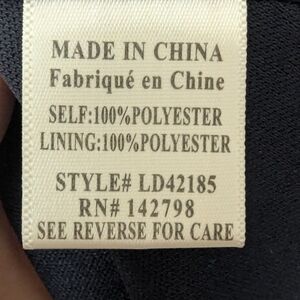 MADE IN CHINA
Fabriqué en Chine
SELF:100%POLYESTER
LINING:100%POLYESTER
STYLE# LD42185
RN# 142798
SEE REVERSE FOR CARE